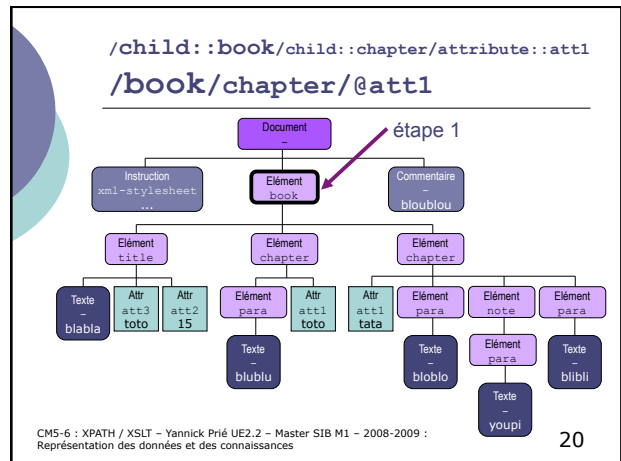 /child::book/child::chapter/attribute::att1
/book/chapter/@att1
Document
–
étape 1
Instruction
xml-stylesheet
...
Elément
book
Commentaire
–
bloublou
Elément
title
Elément
chapter
Elément
chapter
Texte
–
blabla
Attr
att3
toto
Attr
att2
15
Elément
para
Attr
att1
toto
Attr
att1
tata
Elément
para
Elément
note
Elément
para
Texte
–
blublu
Texte
–
bloblo
Elément
para
Texte
–
blibli
Texte
–
youpi
CM5-6 : XPATH / XSLT – Yannick Prié UE2.2 – Master SIB M1 – 2008-2009 :
Représentation des données et des connaissances
20